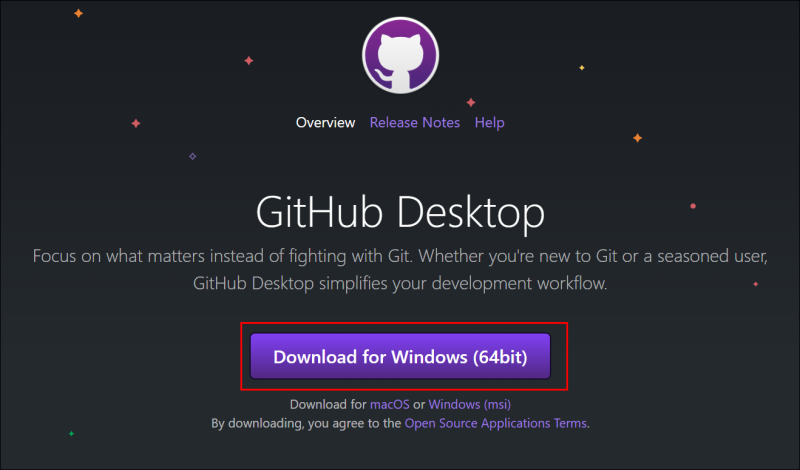 Overview Release Notes Help
GitHub Desktop
Focus on what matters instead of fighting with Git. Whether you're new to Git or a seasoned user,
GitHub Desktop simplifies your development workflow.
Download for Windows (64bit)
Download for macOS or Windows (msi)
By downloading, you agree to the Open Source Applications Terms.